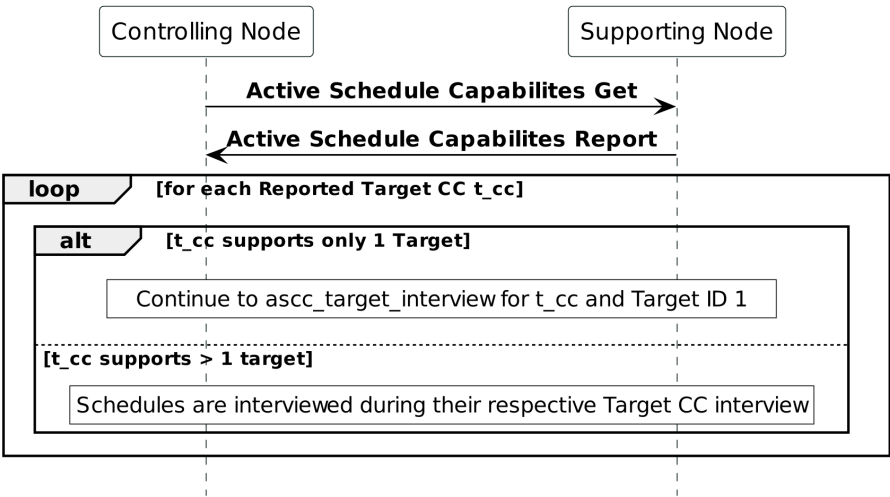 Controlling Node
Supporting Node
Active Schedule Capabilites Get
Active Schedule Capabilites Report
loop
[for each Reported Target CC t_cc]
alt
[t_cc supports only 1 Target]
Continue to ascc_target_interview for t_cc and Target ID 1
[t_cc supports > 1 target]
Schedules are interviewed during their respective Target CC interview